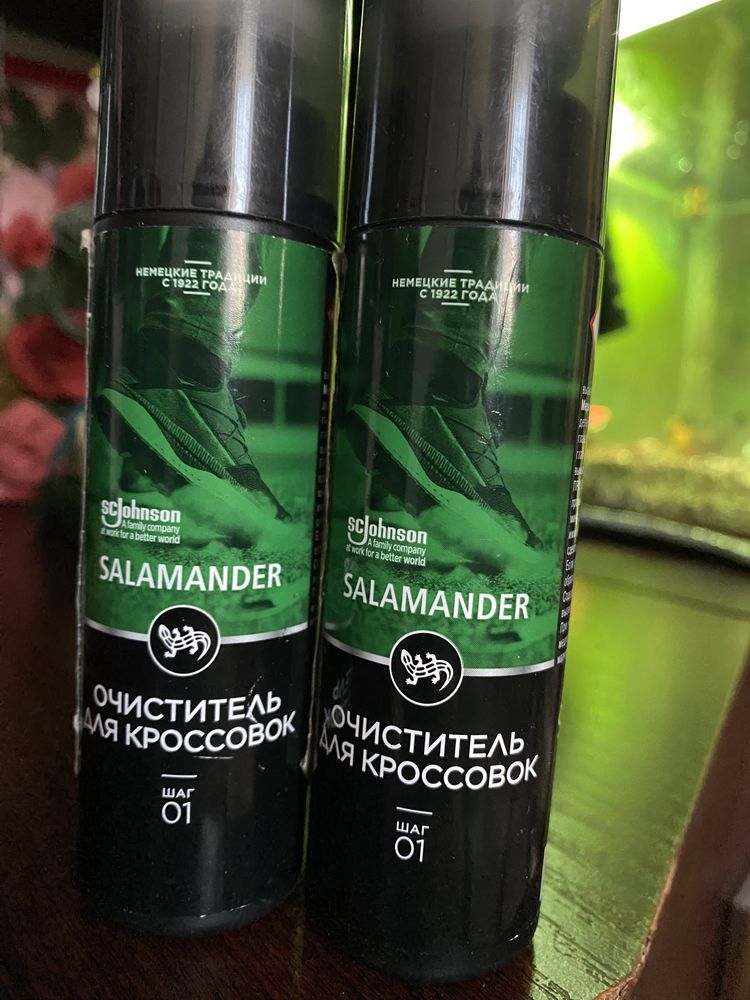 НЕМЕЦКИЕ ТРАДИЦИИ
С 1922 ГОДА
scjohnson
A family company
at work for a better world
SALAMANDER
ОЧИСТИТЕЛЬ
ДЛЯ КРОССОВОК
ШАГ
01
НЕМЕЦКИЕ ТРАДИЦИИ
С 1922 ГОДА
scjohnson
A family company
at work for a better world
SALAMANDER
ОЧИСТИТЕЛЬ
ДЛЯ КРОССОВОК
ШАГ
01